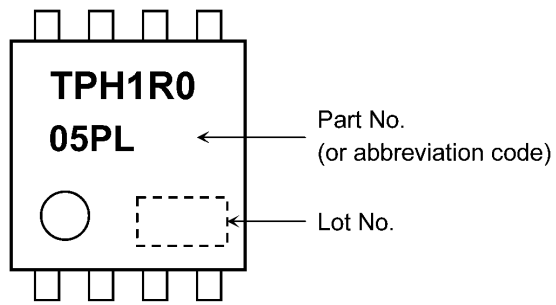 TPH1R0
05PL
Part No.
(or abbreviation code)
Lot No.